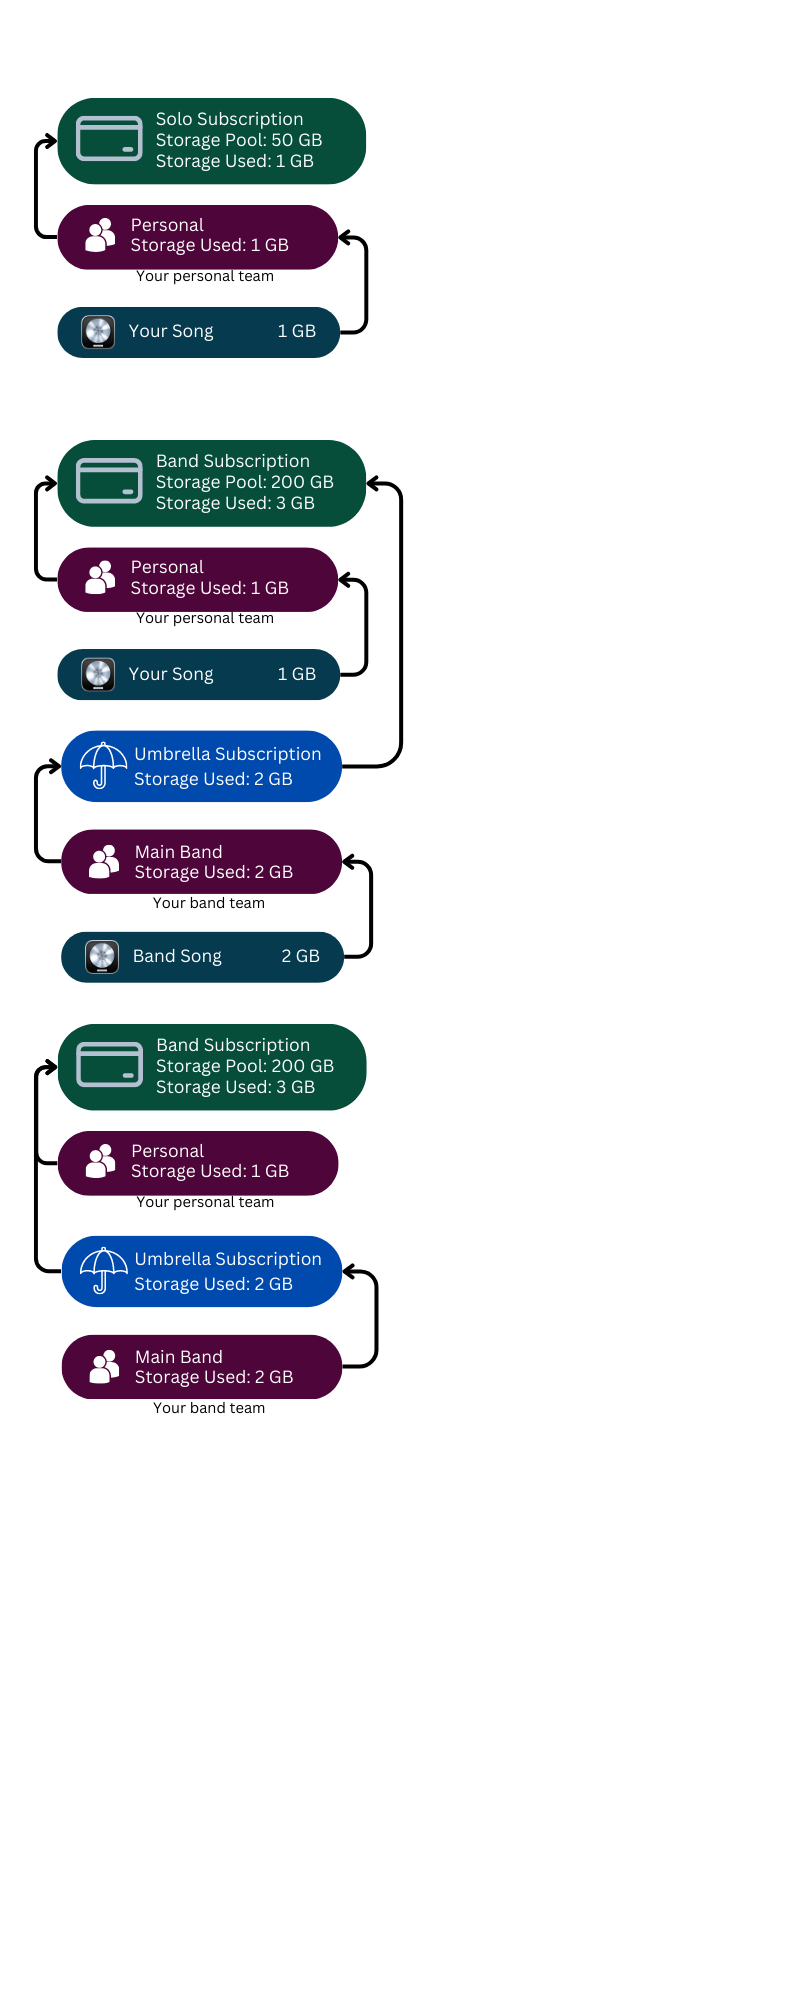 Solo Subscription
Storage Pool: 50 GB
Storage Used: 1 GB
Personal
Storage Used: 1 GB
Your personal team
Your Song 1 GB
Band Subscription
Storage Pool: 200 GB
Storage Used: 3 GB
Personal
Storage Used: 1 GB
Your personal team
Your Song 1 GB
Umbrella Subscription
Storage Used: 2 GB
Main Band
Storage Used: 2 GB
Your band team
Band Song 2 GB
Band Subscription
Storage Pool: 200 GB
Storage Used: 3 GB
Personal
Storage Used: 1 GB
Your personal team
Umbrella Subscription
Storage Used: 2 GB
Main Band
Storage Used: 2 GB
Your band team